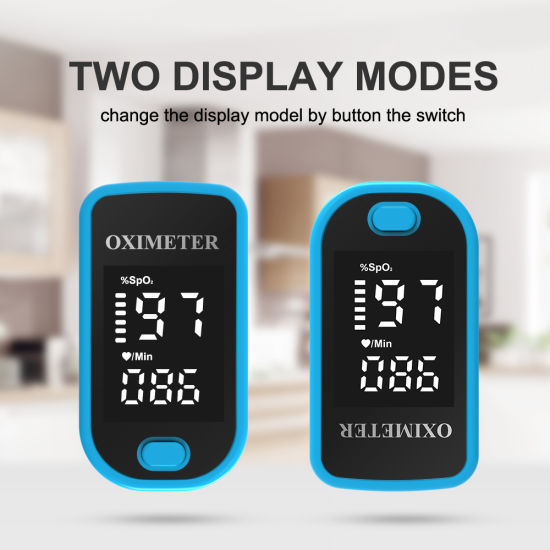 TWO DISPLAY MODES
change the display model by button the switch
OXIMETER
%SpO₂
97
♥/Min
086
%SpO₂
97
♥/Min
086
OXIMETER